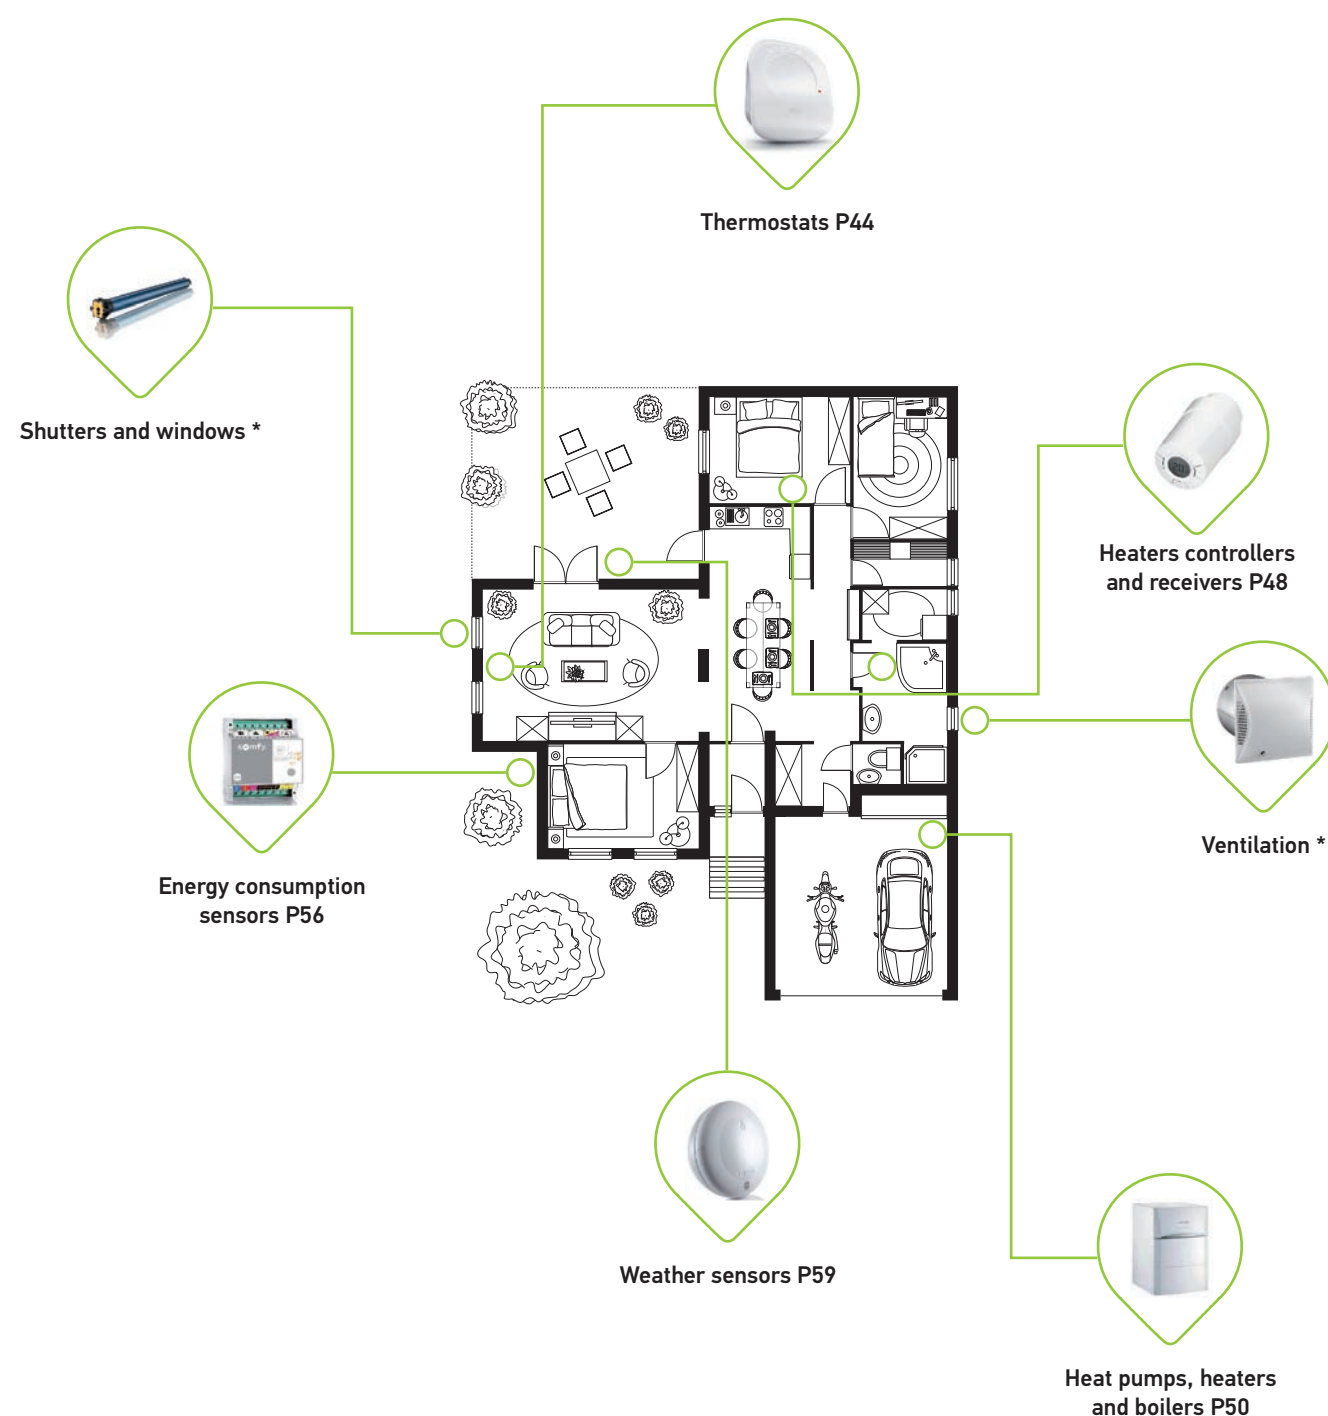 Thermostats P44
Shutters and windows *
Heaters controllers
and receivers P48
Ventilation *
somfy
Energy consumption
sensors P56
Weather sensors P59
Heat pumps, heaters
and boilers P50